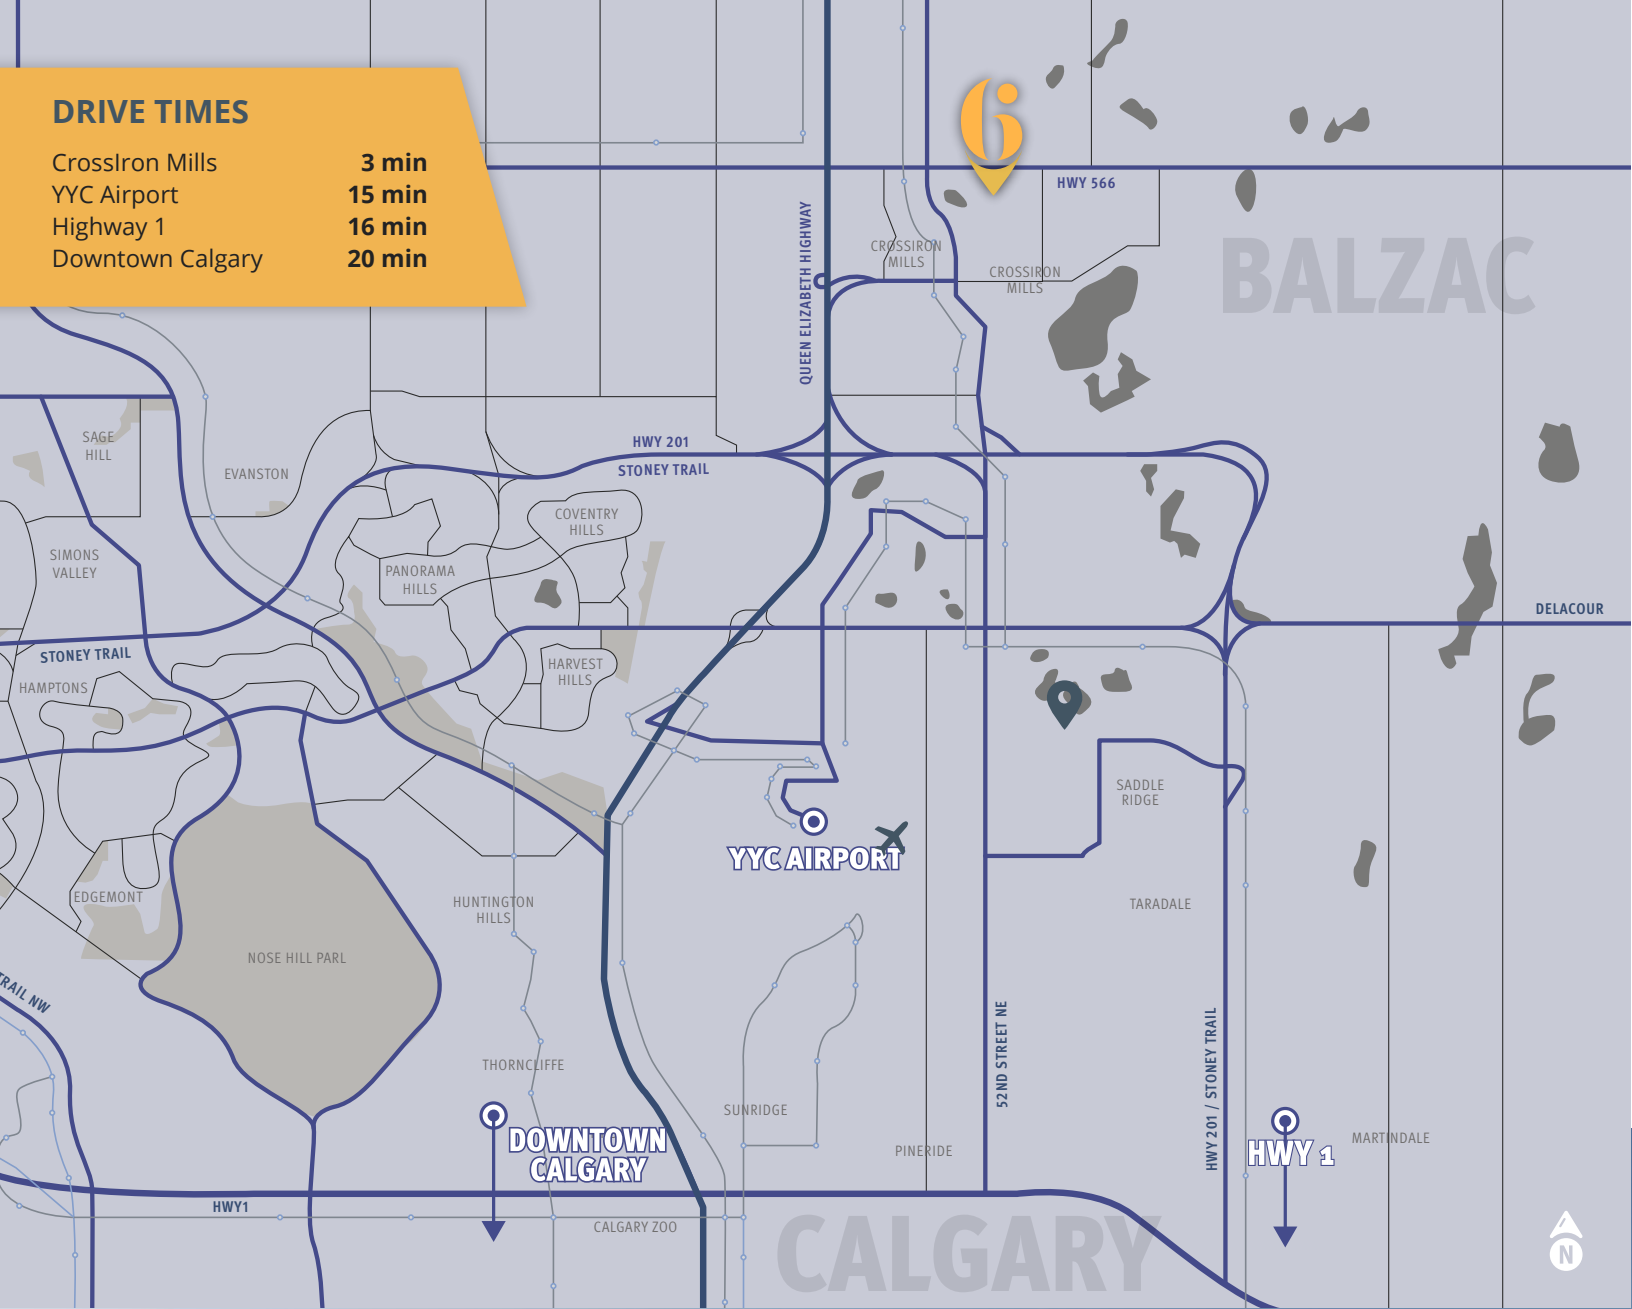 DRIVE TIMES
CrossIron Mills 3 min
YYC Airport 15 min
Highway 1 16 min
Downtown Calgary 20 min
6
HWY 566
QUEEN ELIZABETH HIGHWAY
CROSSIRON
MILLS
CROSSIRON
MILLS
BALZAC
SAGE
HILL
EVANSTON
HWY 201
STONEY TRAIL
COVENTRY
HILLS
SIMONS
VALLEY
PANORAMA
HILLS
DELACOUR
STONEY TRAIL
HAMPTONS
HARVEST
HILLS
SADDLE
RIDGE
YYC AIRPORT
EDGEMONT
HUNTINGTON
HILLS
TARADALE
NOSE HILL PARL
TRAIL NW
52ND STREET NE
HWY 201 / STONEY TRAIL
THORNCLIFFE
SUNRIDGE
DOWNTOWN
CALGARY
PINERIDE
HWY 1
MARTINDALE
HWY1
CALGARY ZOO
CALGARY
N